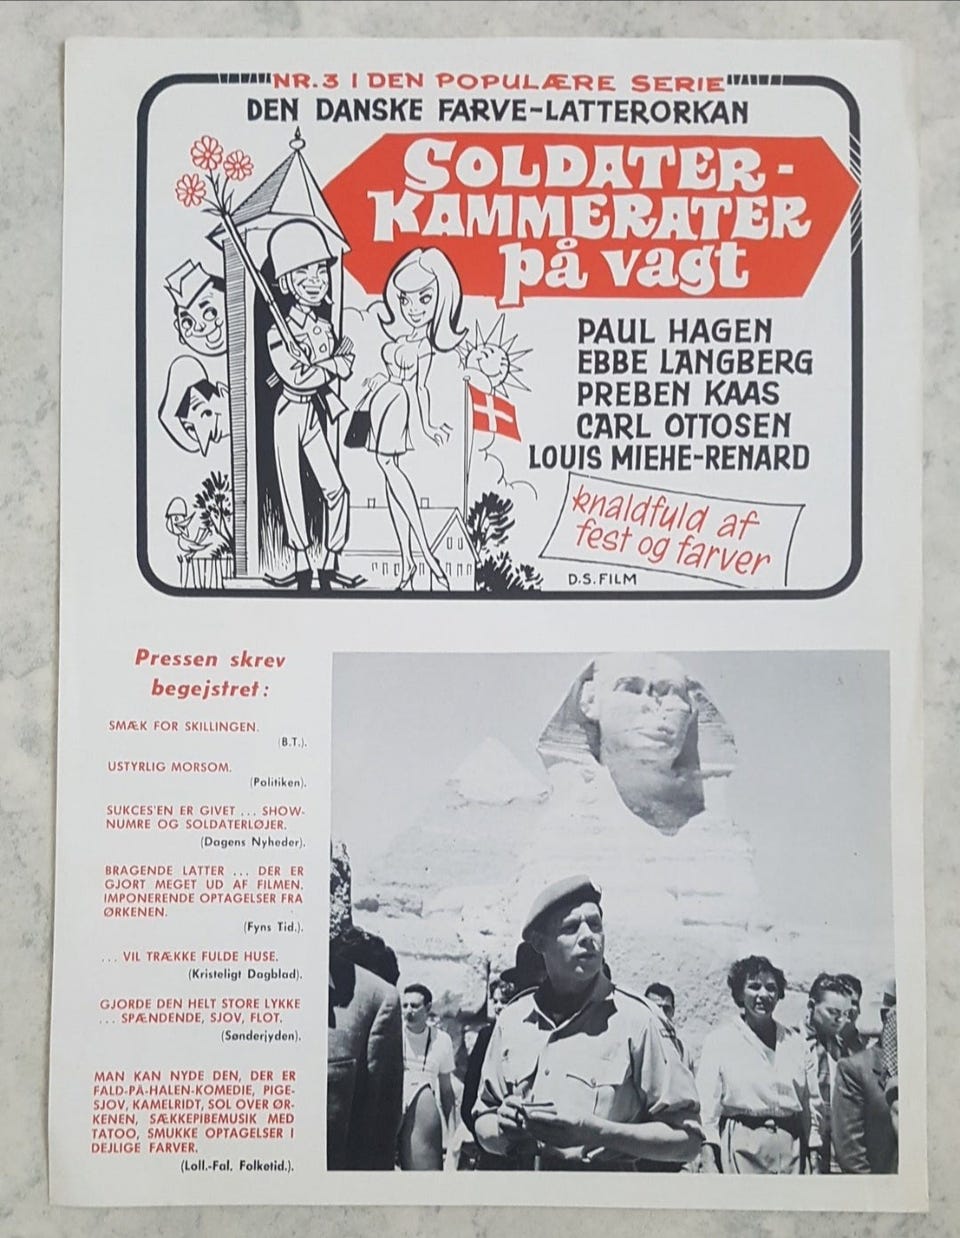 NR. 3 I DEN POPULÆRE SERIE
DEN DANSKE FARVE-LATTERORKAN
SOLDATER-
KAMMERATER
på vagt
PAUL HAGEN
EBBE LANGBERG
PREBEN KAAS
CARL OTTOSEN
LOUIS MIEHE-RENARD
knaldfuld af
fest og farver
D.S. FILM
Pressen skrev
begejstret:
SMÆK FOR SKILLINGEN.
(B.T.).
USTYRLIG MORSOM.
(Politiken).
SUKCES'EN ER GIVET ... SHOW-
NUMRE OG SOLDATERLØJER.
(Dagens Nyheder).
BRAGENDE LATTER ... DER ER
GJORT MEGET UD AF FILMEN.
IMPONERENDE OPTAGELSER FRA
ØRKENEN.
(Fyns Tid.).
... VIL TRÆKKE FULDE HUSE.
(Kristeligt Dagblad).
GJORDE DEN HELT STORE LYKKE
... SPÆNDENDE, SJOV, FLOT.
(Sønderjyden).
MAN KAN NYDE DEN, DER ER
FALD-PÅ-HALEN-KOMEDIE, PIGE-
SJOV, KAMELRIDT, SOL OVER ØR-
KENEN, SÆKKEPIBEMUSIK MED
TATOO, SMUKKE OPTAGELSER I
DEJLIGE FARVER.
(Loll.-Fal. Folketid.).